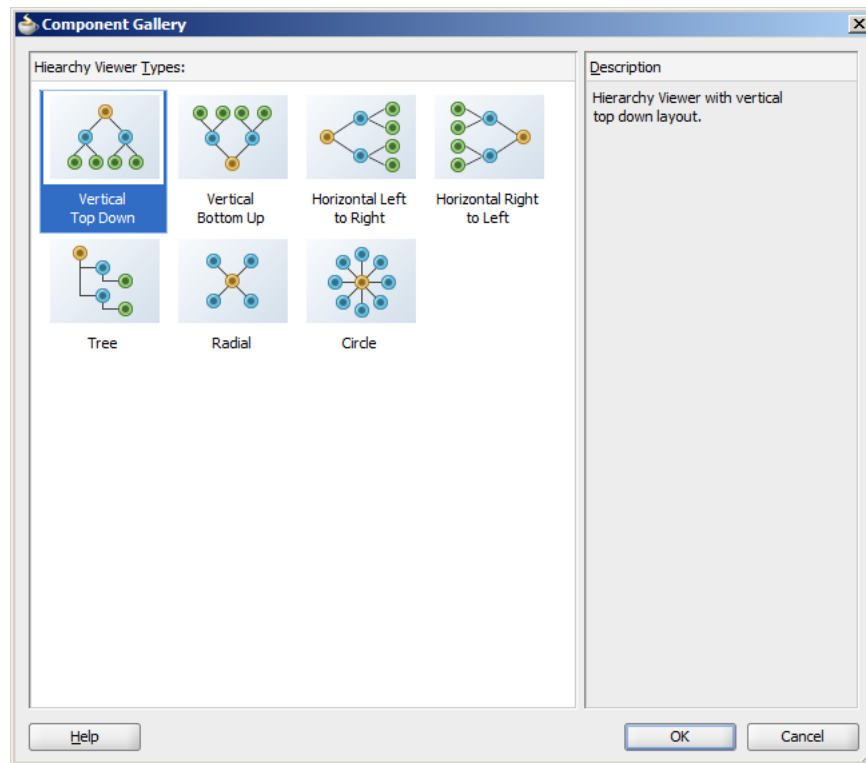 Component Gallery
Hiearchy Viewer Types:
Vertical
Top Down
Vertical
Bottom Up
Horizontal Left
to Right
Horizontal Right
to Left
Tree
Radial
Circle
Description
Hierarchy Viewer with vertical
top down layout.
Help
OK
Cancel